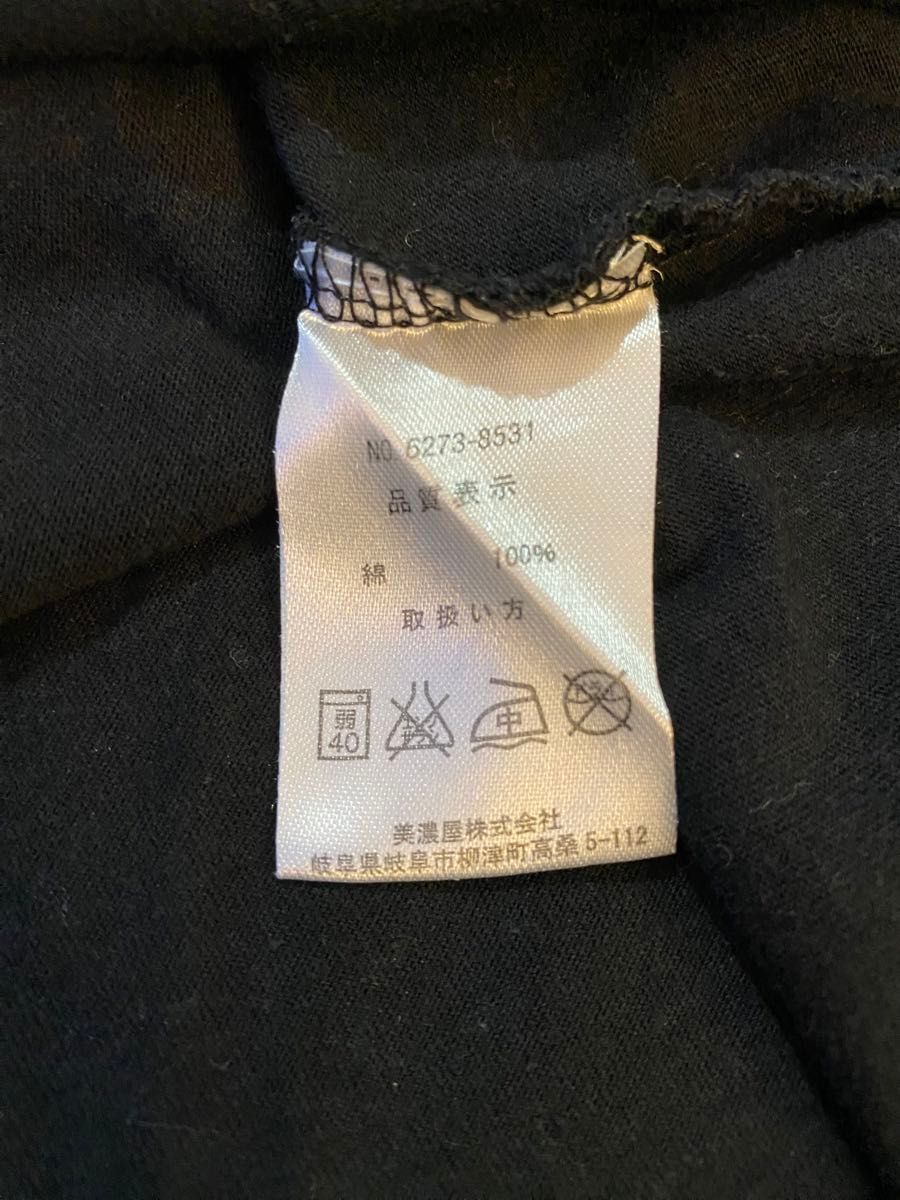 NO.6273-8531
品質表示
綿 100%
取扱い方
弱 中
40
美濃屋株式会社
岐阜県岐阜市柳津町高桑5-112